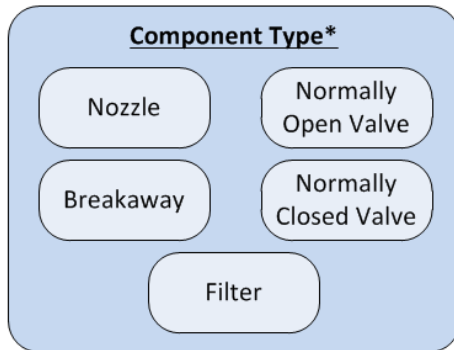 Component Type*
Nozzle
Normally
Open Valve
Breakaway
Normally
Closed Valve
Filter